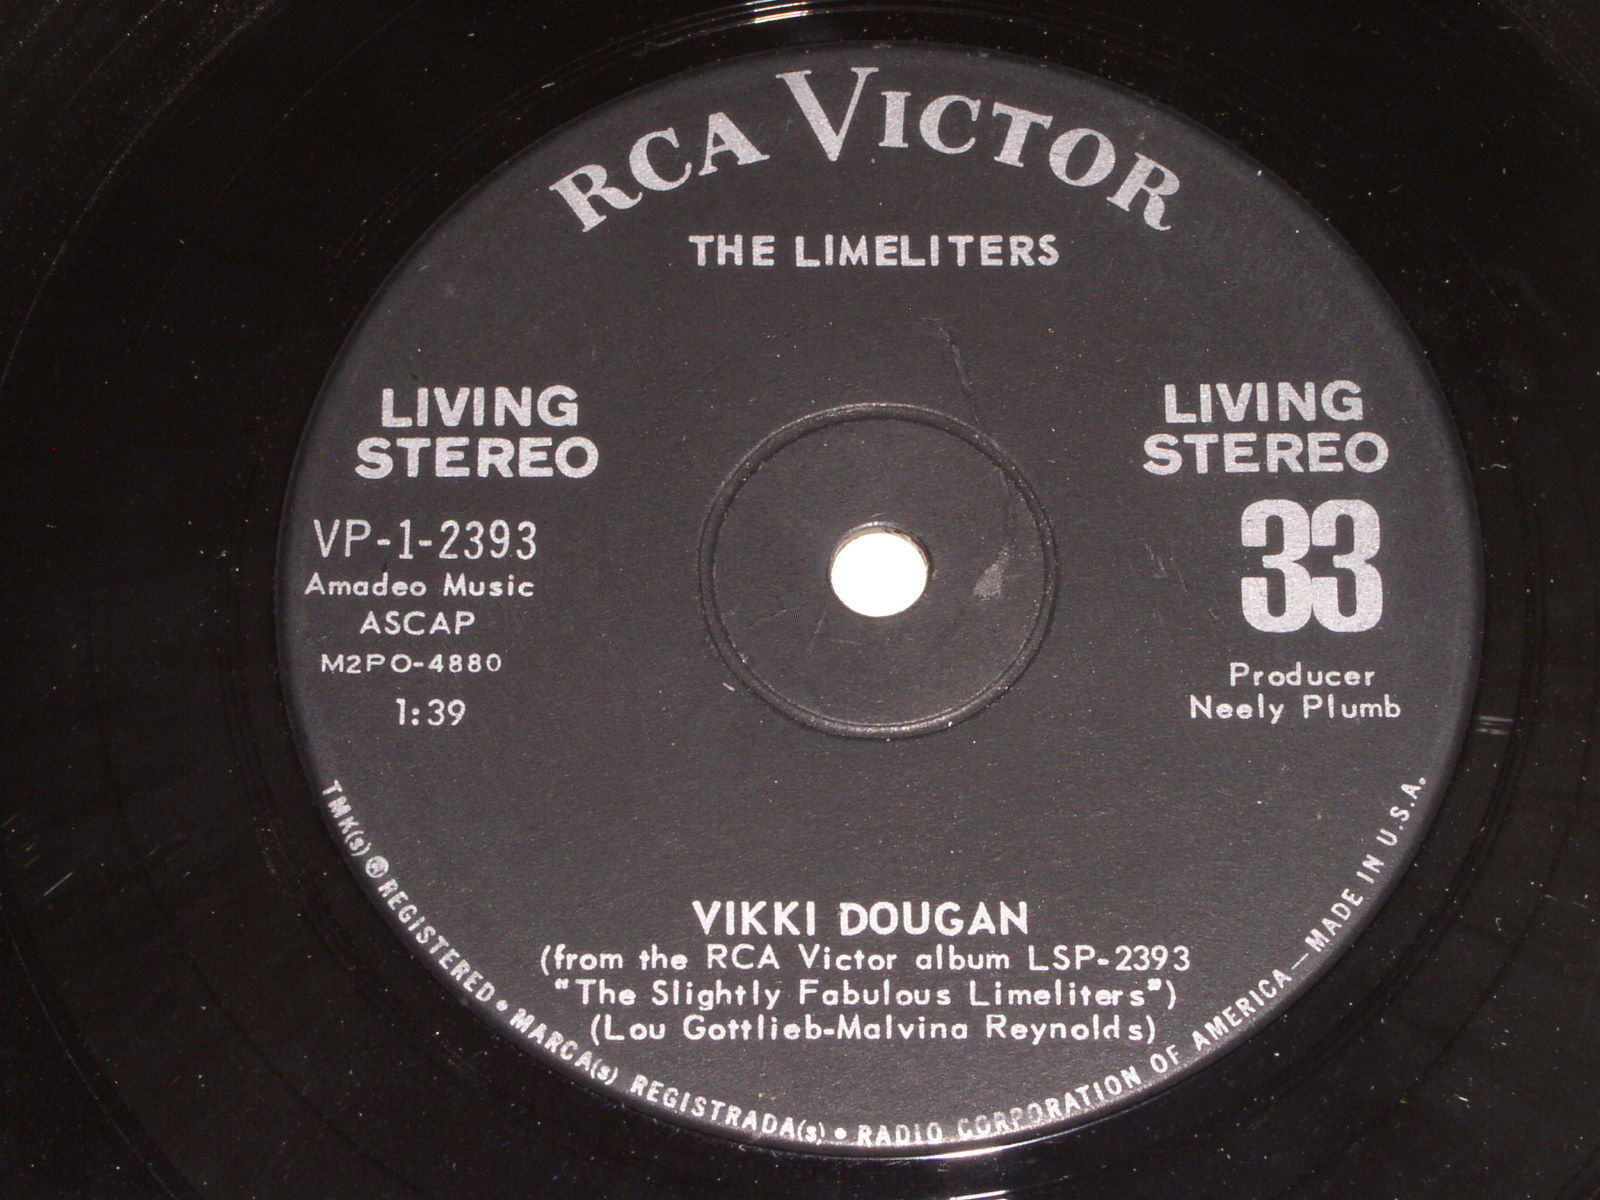 RCA VICTOR
THE LIMELITERS
LIVING
STEREO
VP-1-2393
Amadeo Music
ASCAP
M2PO-4880
1:39
LIVING
STEREO
33
Producer
Neely Plumb
VIKKI DOUGAN
(from the RCA Victor album LSP-2393
"The Slightly Fabulous Limeliters")
(Lou Gottlieb-Malvina Reynolds)
TMK(s) ® REGISTERED • MARCA(s) REGISTRADA(s) • RADIO CORPORATION OF AMERICA — MADE IN U.S.A.